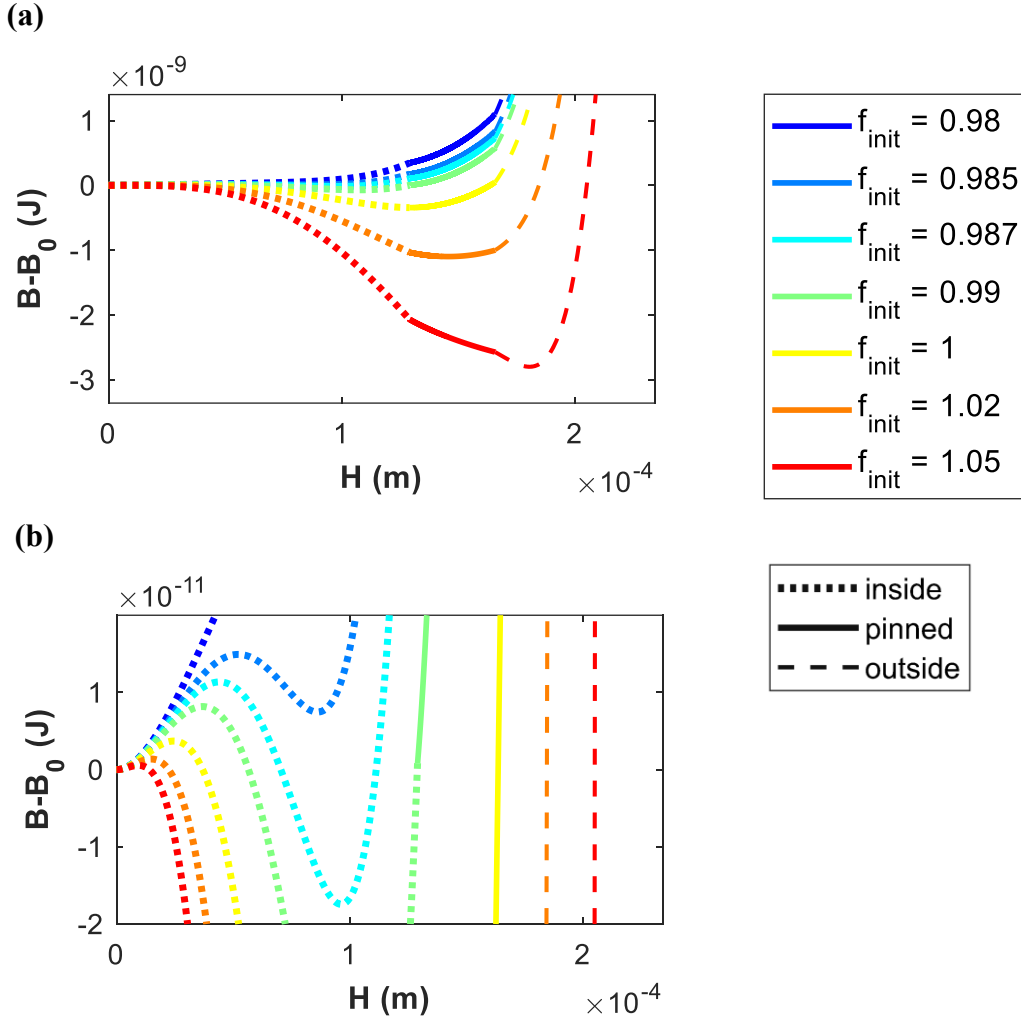 (a)
×10⁻⁹
1
0
-1
-2
-3
B-B₀ (J)
0
1
2
H (m)
×10⁻⁴
f_init = 0.98
f_init = 0.985
f_init = 0.987
f_init = 0.99
f_init = 1
f_init = 1.02
f_init = 1.05
(b)
×10⁻¹¹
1
0
-1
-2
B-B₀ (J)
0
1
2
H (m)
×10⁻⁴
inside
pinned
outside